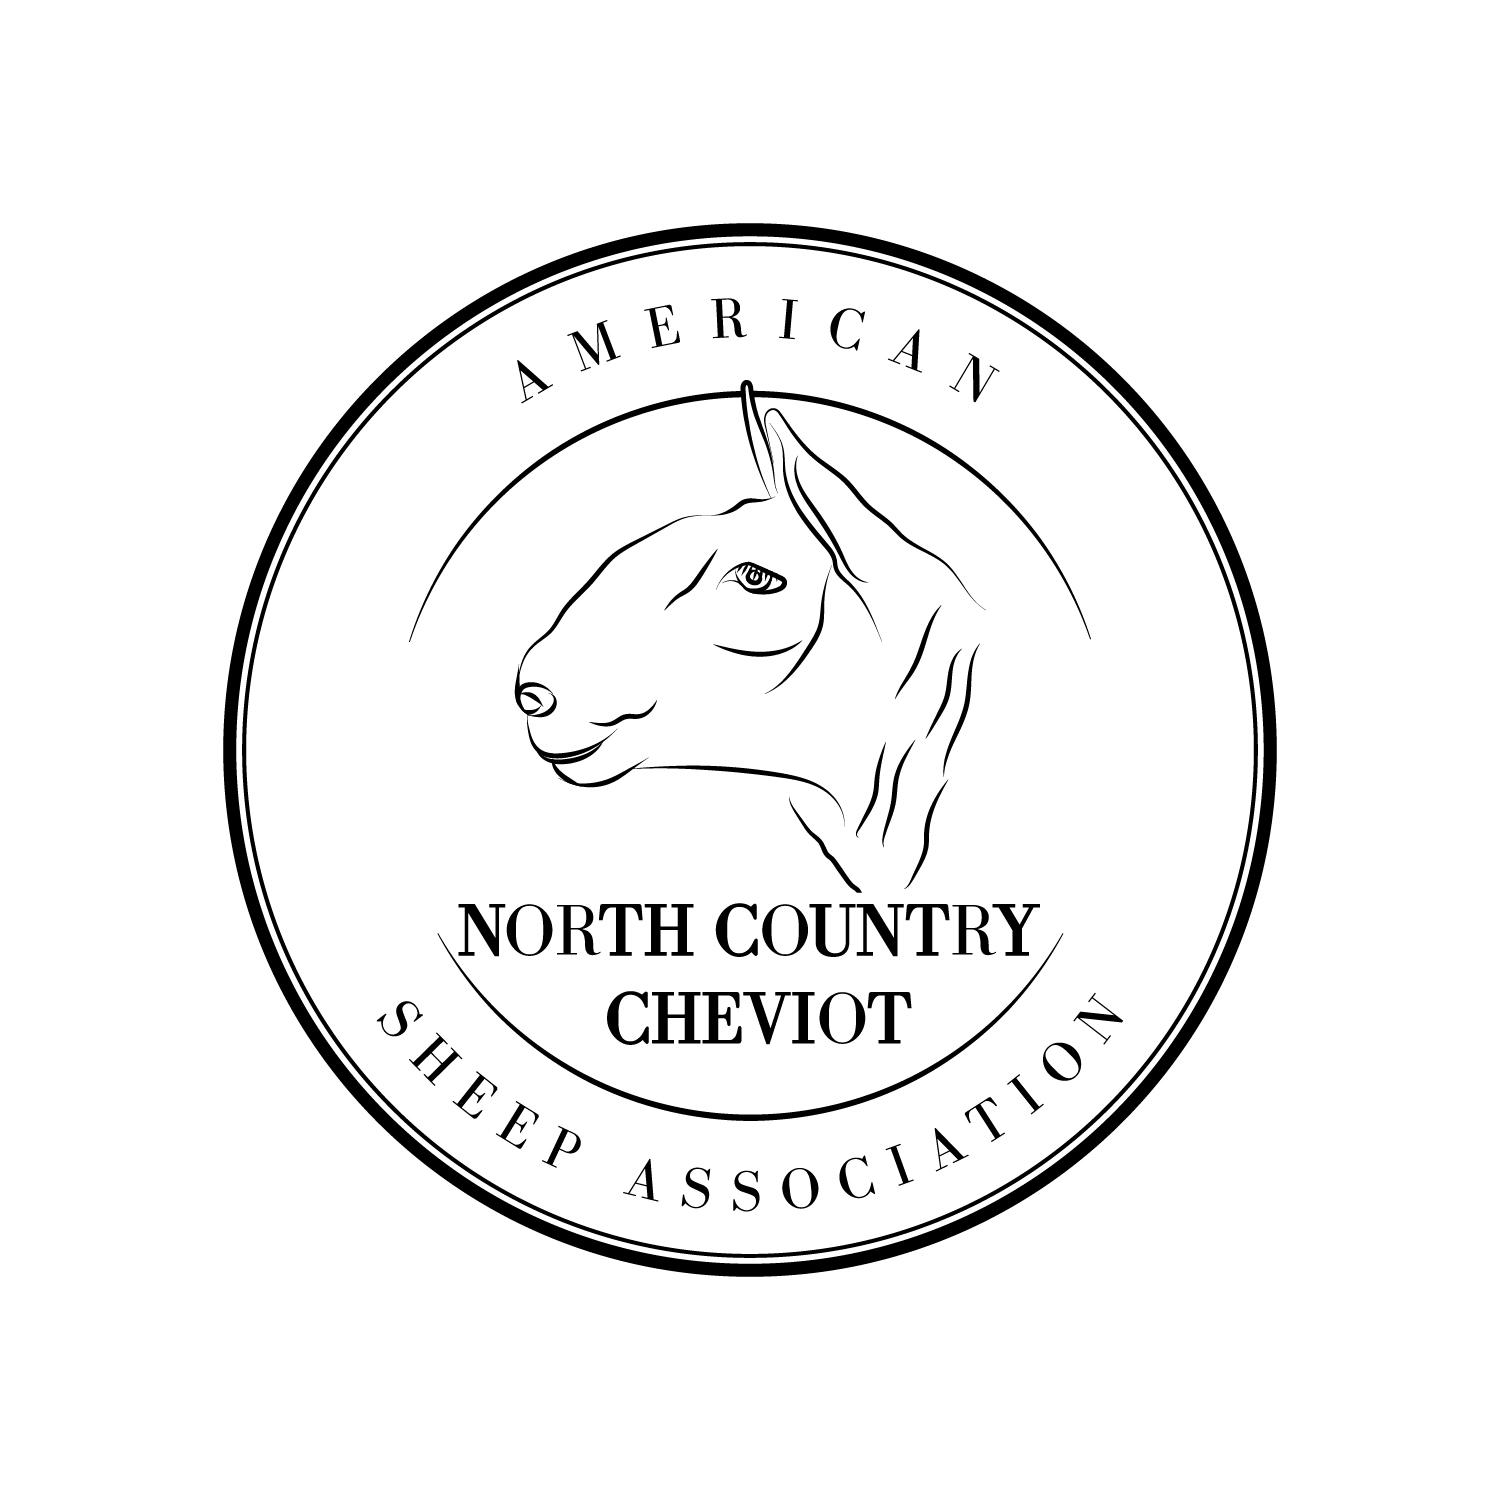 AMERICAN
NORTH COUNTRY
CHEVIOT
SHEEP ASSOCIATION